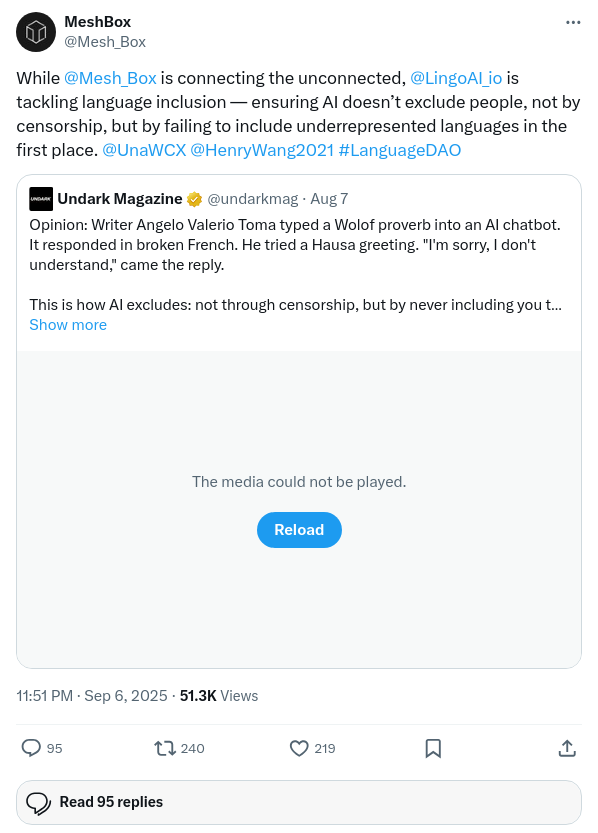 MeshBox
@Mesh_Box
While @Mesh_Box is connecting the unconnected, @LingoAI_io is
tackling language inclusion — ensuring AI doesn’t exclude people, not by
censorship, but by failing to include underrepresented languages in the
first place. @UnaWCX @HenryWang2021 #LanguageDAO
UNDARK
Undark Magazine @undarkmag · Aug 7
Opinion: Writer Angelo Valerio Toma typed a Wolof proverb into an AI chatbot.
It responded in broken French. He tried a Hausa greeting. "I'm sorry, I don't
understand," came the reply.
This is how AI excludes: not through censorship, but by never including you t...
Show more
The media could not be played.
Reload
11:51 PM · Sep 6, 2025 · 51.3K Views
95 240 219
Read 95 replies